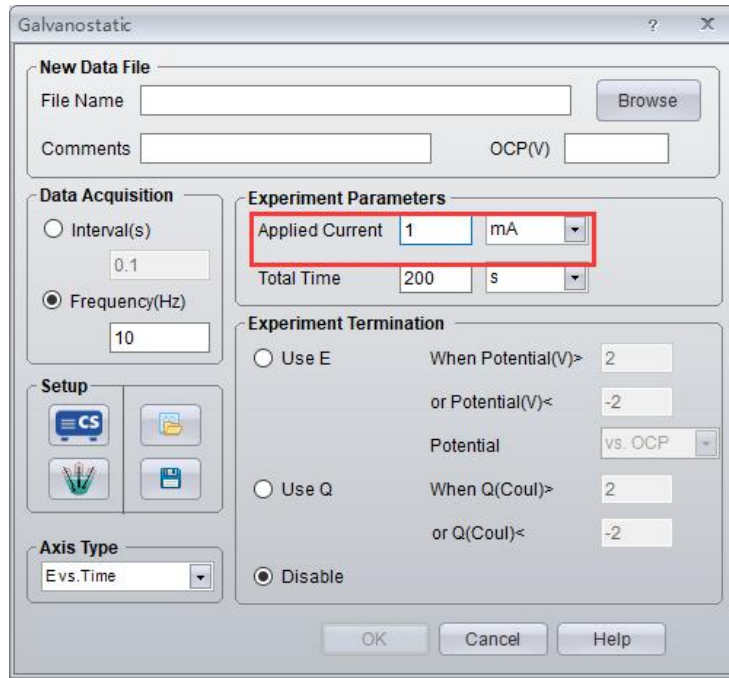 Galvanostatic ? X
New Data File
File Name Browse
Comments OCP(V)
Data Acquisition
Interval(s)
0.1
Frequency(Hz)
10
Experiment Parameters
Applied Current 1 mA
Total Time 200 s
Setup
CS
Experiment Termination
Use E When Potential(V)> 2
or Potential(V)< -2
Potential vs. OCP
Use Q When Q(Coul)> 2
or Q(Coul)< -2
Disable
Axis Type
E vs.Time
OK Cancel Help